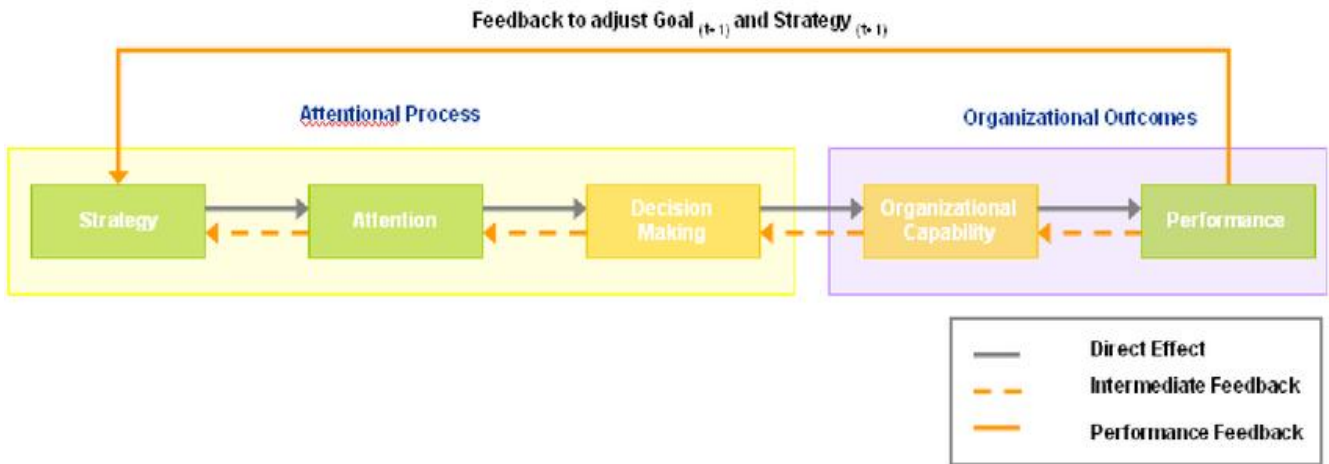 Feedback to adjust Goal (t-1) and Strategy (t-1)
Attentional Process
Organizational Outcomes
Strategy
Attention
Decision
Making
Organizational
Capability
Performance
Direct Effect
Intermediate Feedback
Performance Feedback